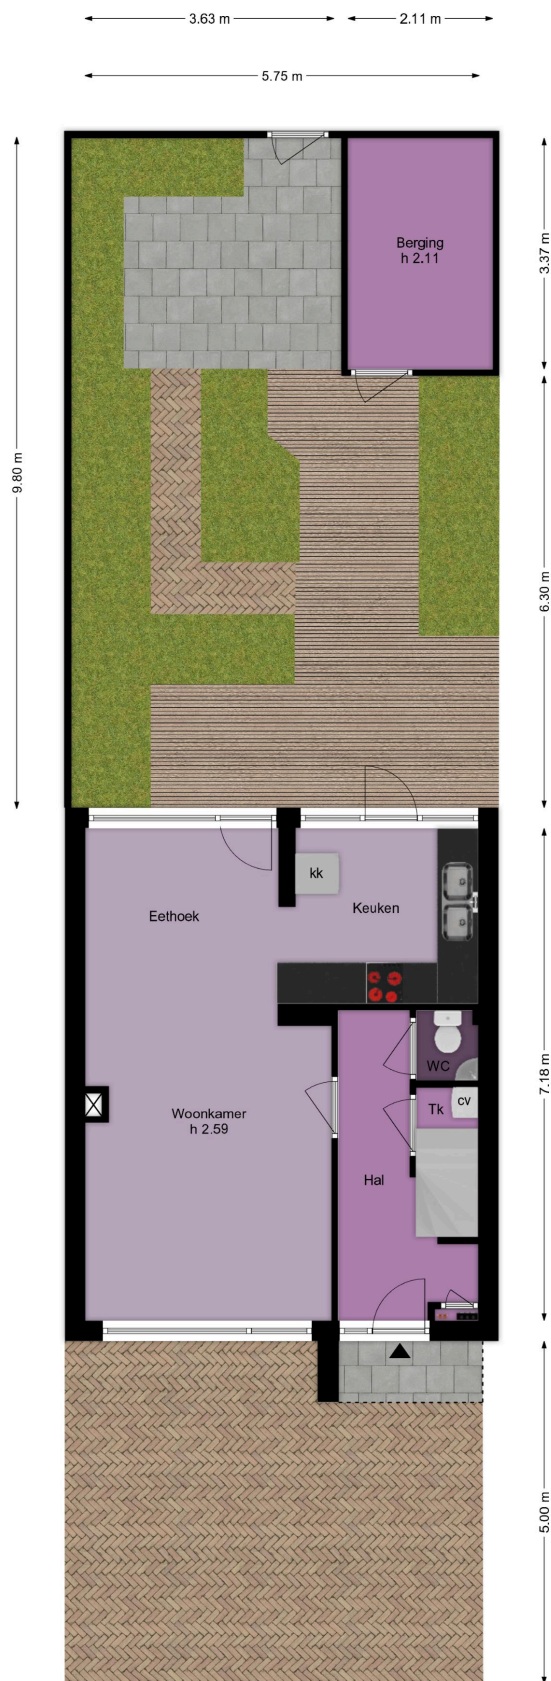 3.63 m
2.11 m
5.75 m
Berging
h 2.11
3.37 m
9.80 m
6.30 m
kk
Eethoek
Keuken
WC
Tk
cv
Woonkamer
h 2.59
7.18 m
Hal
5.00 m